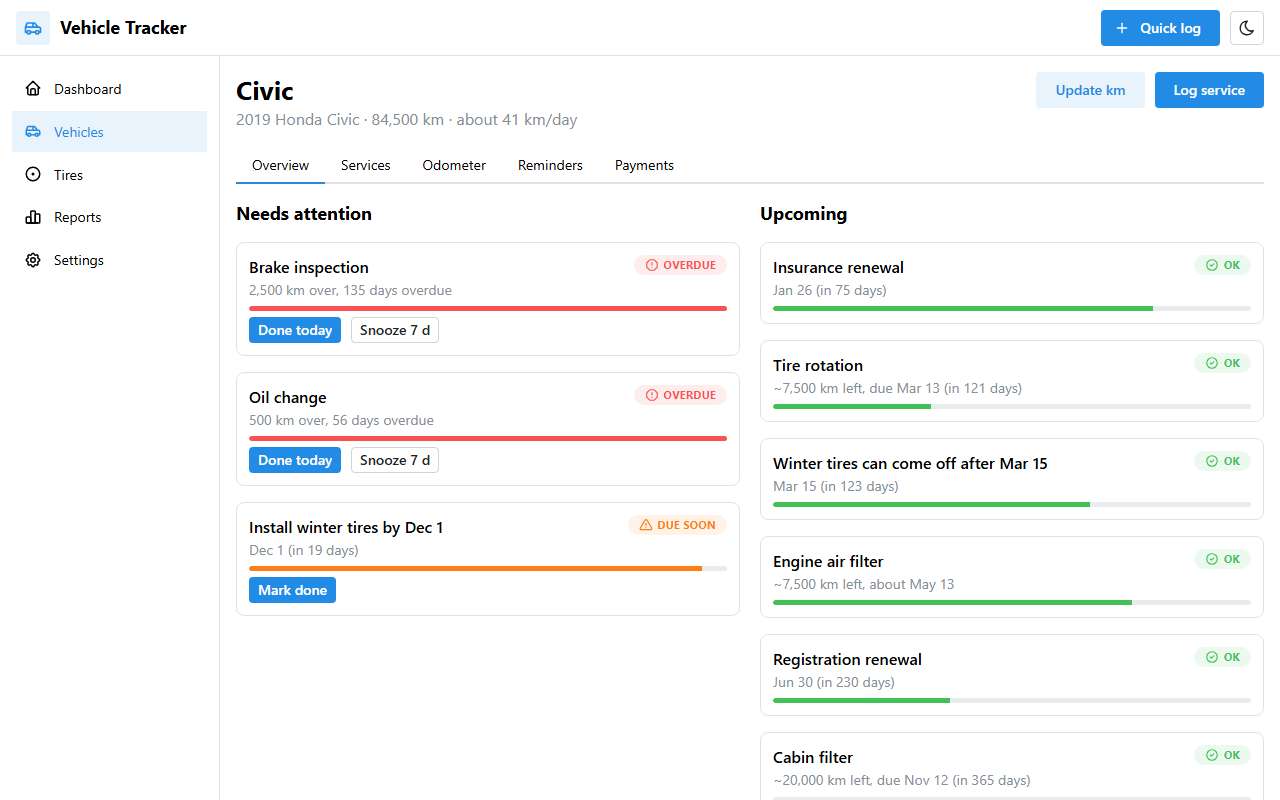 Vehicle Tracker
Quick log
Dashboard
Vehicles
Tires
Reports
Settings
Civic
2019 Honda Civic · 84,500 km · about 41 km/day
Update km
Log service
Overview
Services
Odometer
Reminders
Payments
Needs attention
Brake inspection
OVERDUE
2,500 km over, 135 days overdue
Done today
Snooze 7 d
Oil change
OVERDUE
500 km over, 56 days overdue
Done today
Snooze 7 d
Install winter tires by Dec 1
DUE SOON
Dec 1 (in 19 days)
Mark done
Upcoming
Insurance renewal
OK
Jan 26 (in 75 days)
Tire rotation
OK
~7,500 km left, due Mar 13 (in 121 days)
Winter tires can come off after Mar 15
OK
Mar 15 (in 123 days)
Engine air filter
OK
~7,500 km left, about May 13
Registration renewal
OK
Jun 30 (in 230 days)
Cabin filter
OK
~20,000 km left, due Nov 12 (in 365 days)